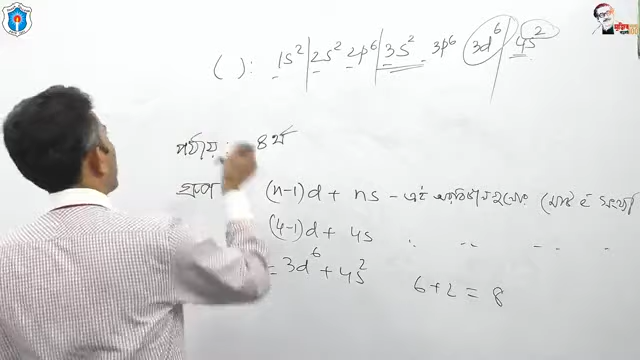 ( ): 1s² | 2s² 2p⁶ | 3s² 3p⁶ 3d⁶ | 4s²
পর্যায় : ৪র্থ
গ্রুপ (n-1)d + ns - এর
(4-1)d + 4s " " " " "
= 3d⁶ + 4s² 6+2 = 8